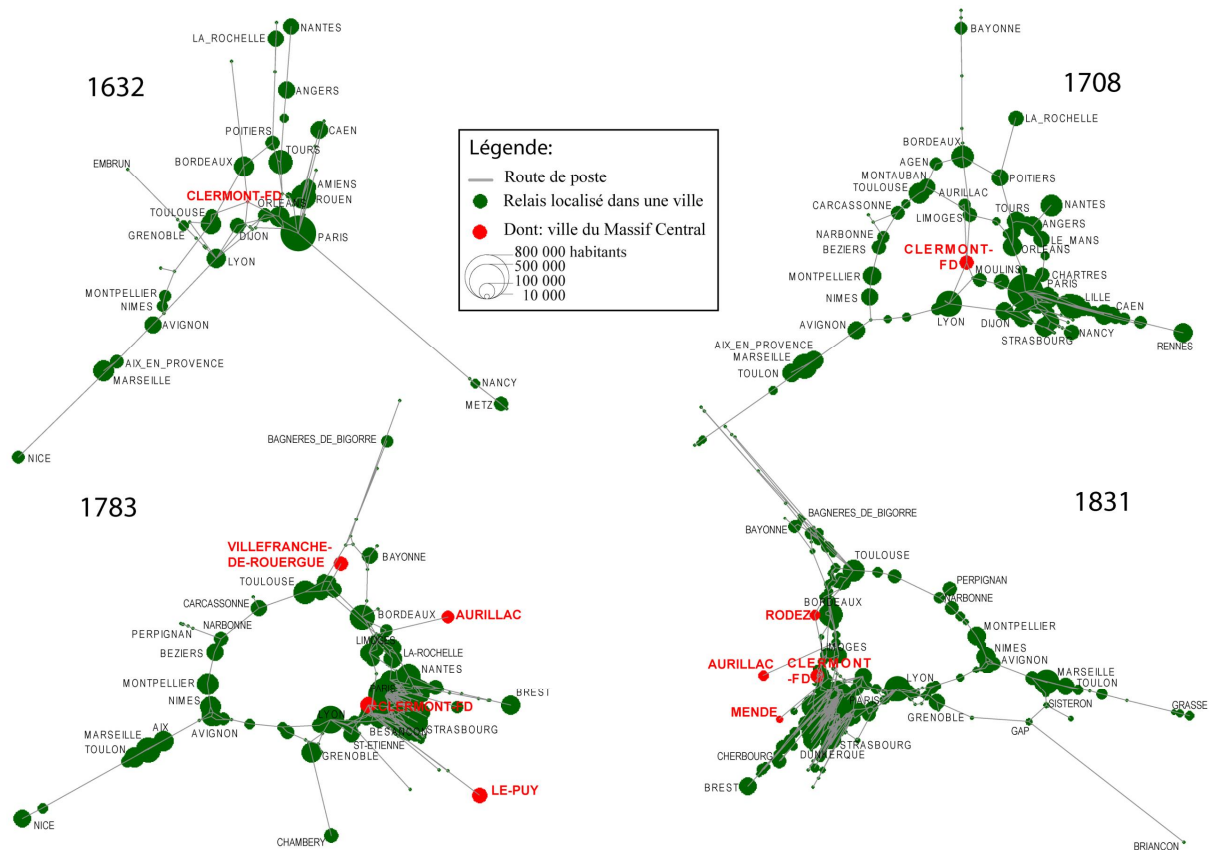 1632
NANTES
LA_ROCHELLE
ANGERS
POITIERS
CAEN
TOURS
EMBRUN
BORDEAUX
AMIENS
CLERMONT-FD
ROUEN
ORLEANS
TOULOUSE
GRENOBLE
DIJON
PARIS
LYON
MONTPELLIER
NIMES
AVIGNON
AIX_EN_PROVENCE
MARSEILLE
NANCY
METZ
NICE
Légende:
Route de poste
Relais localisé dans une ville
Dont: ville du Massif Central
800 000 habitants
500 000
100 000
10 000
1708
BAYONNE
LA_ROCHELLE
BORDEAUX
AGEN
MONTAUBAN
POITIERS
TOULOUSE
AURILLAC
CARCASSONNE
LIMOGES
TOURS
NANTES
ANGERS
NARBONNE
LE_MANS
BEZIERS
ORLEANS
CLERMONT-
FD
MONTPELLIER
MOULINS
CHARTRES
PARIS
NIMES
LILLE
CAEN
LYON
DIJON
AVIGNON
NANCY
STRASBOURG
RENNES
AIX_EN_PROVENCE
MARSEILLE
TOULON
1783
BAGNERES_DE_BIGORRE
VILLEFRANCHE-
DE-ROUERGUE
BAYONNE
TOULOUSE
CARCASSONNE
BORDEAUX
AURILLAC
PERPIGNAN
NARBONNE
LIMOGES
BEZIERS
LA-ROCHELLE
NANTES
MONTPELLIER
PARIS
BREST
NIMES
CLERMONT-FD
LYON
AIX
AVIGNON
BESANCON
STRASBOURG
MARSEILLE
ST-ETIENNE
TOULON
GRENOBLE
LE-PUY
NICE
CHAMBERY
1831
BAGNERES_DE_BIGORRE
BAYONNE
TOULOUSE
PERPIGNAN
NARBONNE
BORDEAUX
RODEZ
MONTPELLIER
LIMOGES
NIMES
AURILLAC
CLERMONT
-FD
AVIGNON
MARSEILLE
LYON
TOULON
PARIS
MENDE
GRENOBLE
SISTERON
GRASSE
GAP
STRASBOURG
CHERBOURG
DUNKERQUE
BREST
BRIANCON